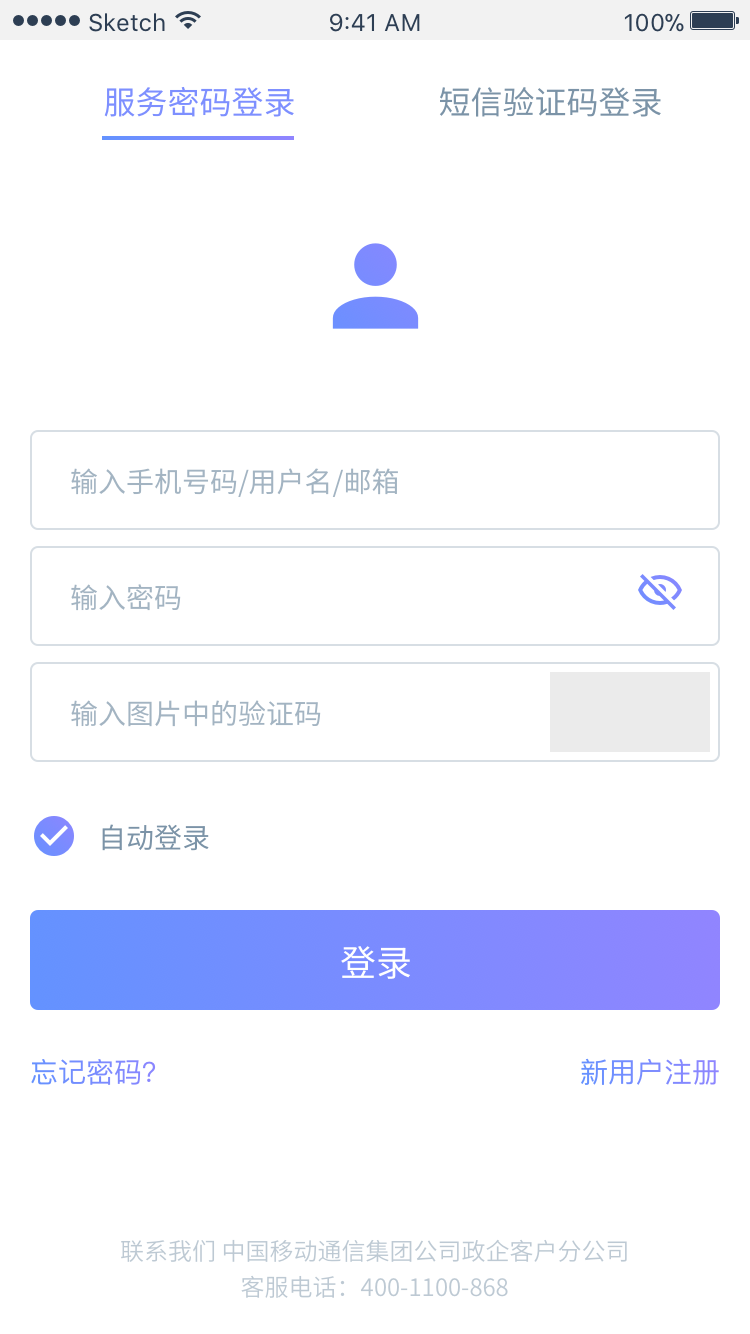 Sketch 9:41 AM 100%
服务密码登录 短信验证码登录
输入手机号码/用户名/邮箱
输入密码
输入图片中的验证码
自动登录
登录
忘记密码? 新用户注册
联系我们 中国移动通信集团公司政企客户分公司
客服电话：400-1100-868